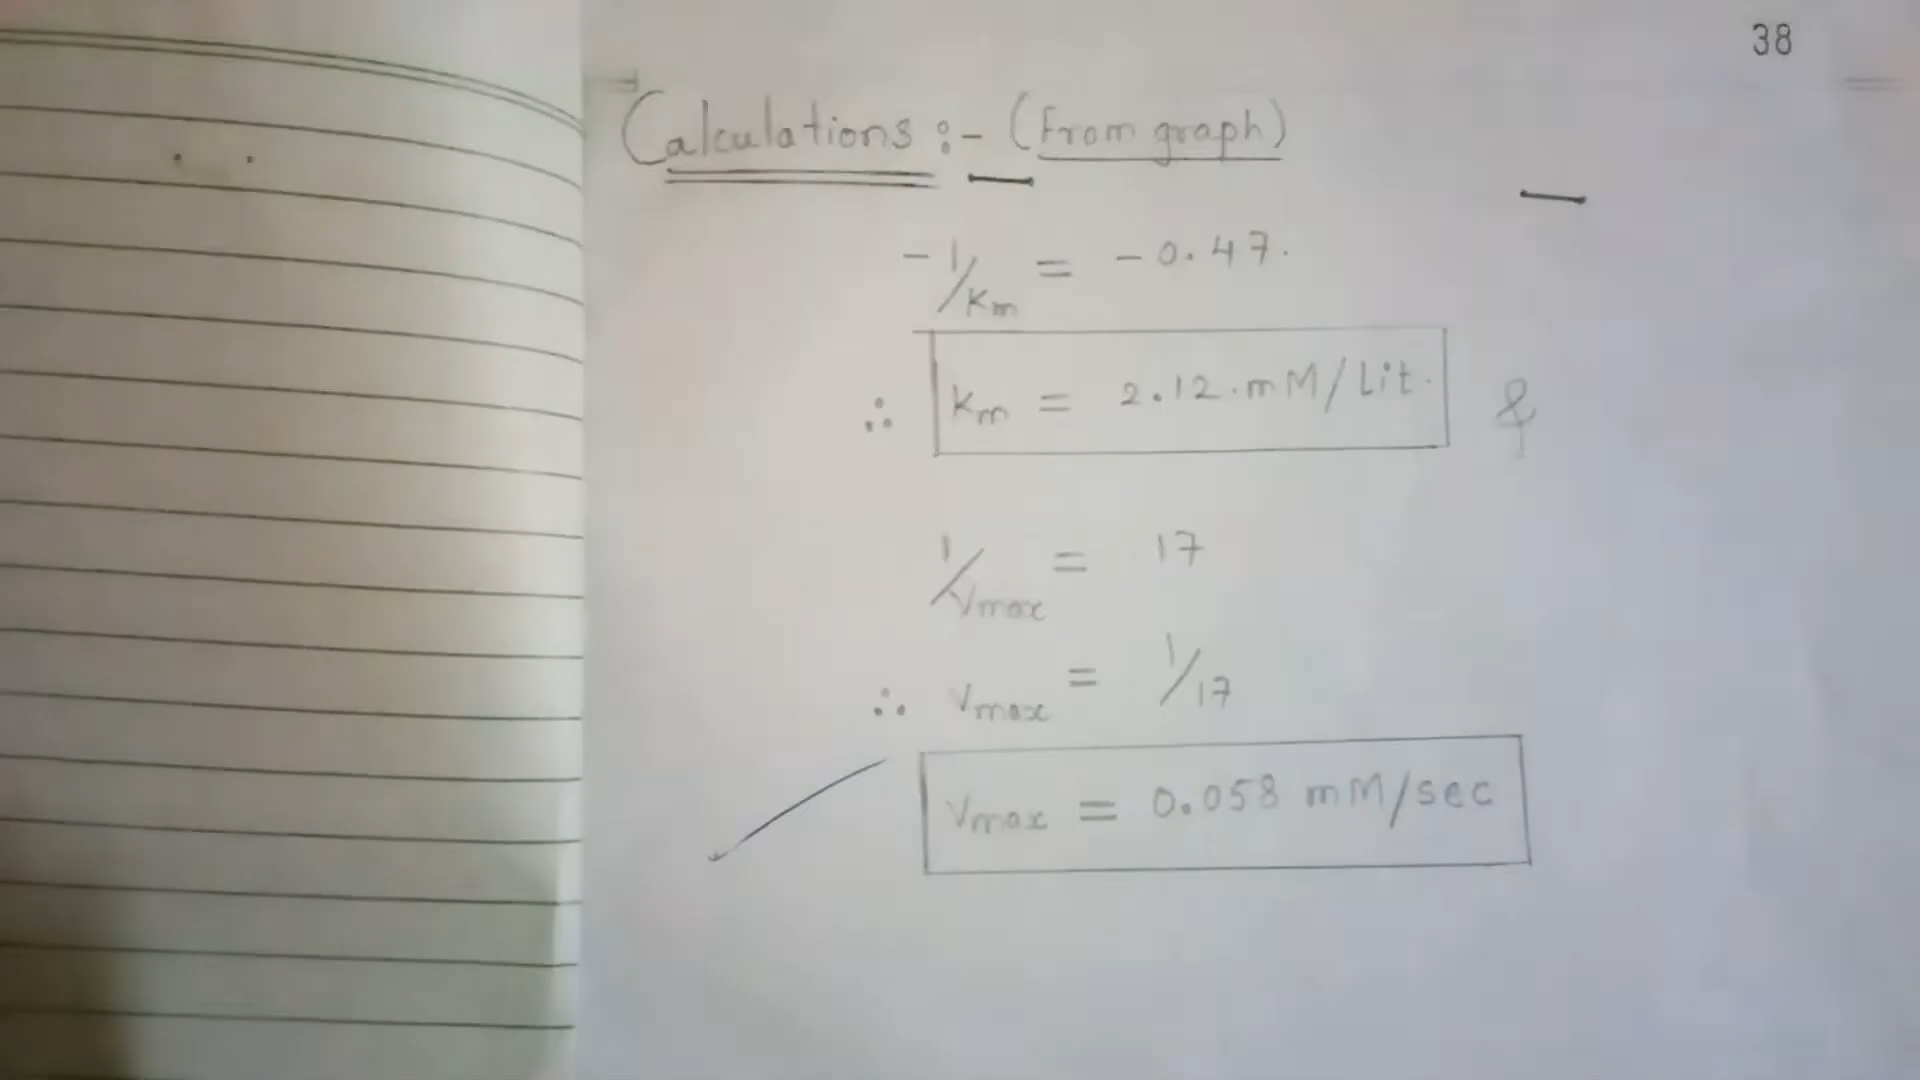 38
Calculations :- (From graph)
-1/Km = -0.47.
∴ Km = 2.12.mM/Lit. &
1/Vmax = 17
∴ Vmax = 1/17
Vmax = 0.058 mM/sec